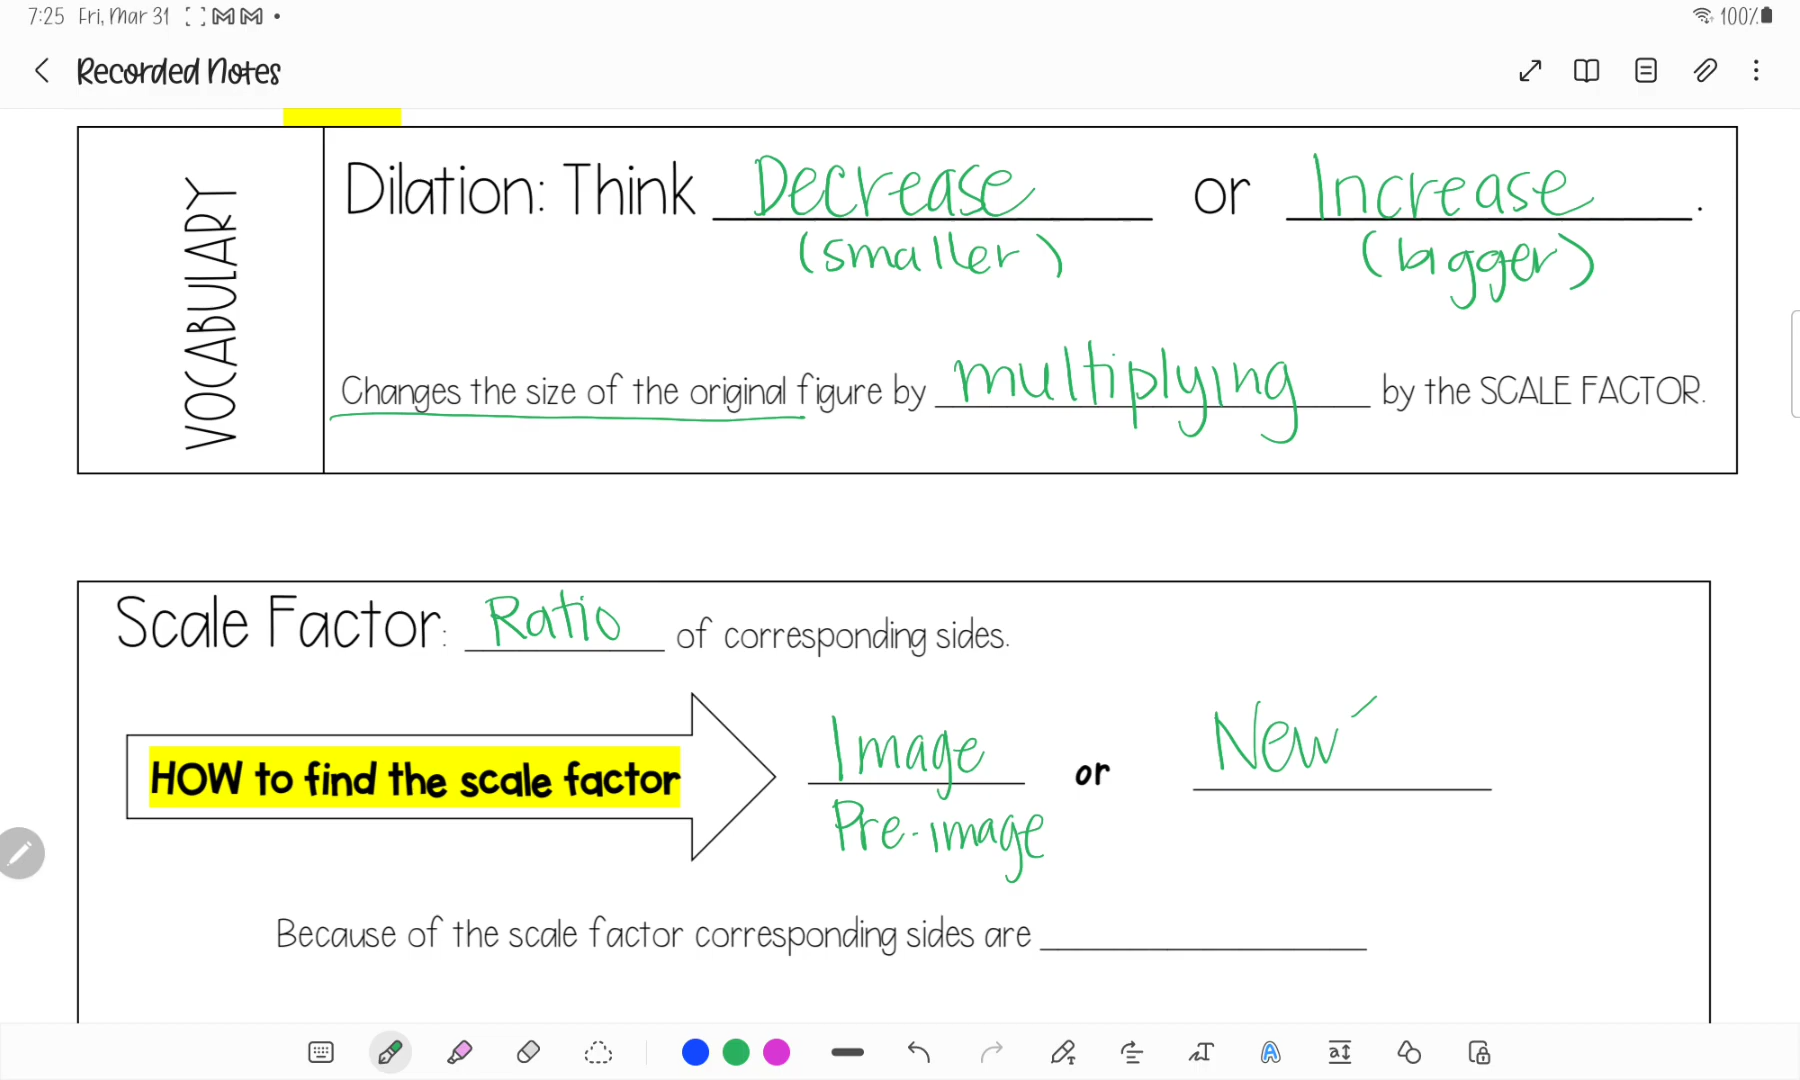 7:25 Fri, Mar 31 100%
Recorded Notes
VOCABULARY
Dilation: Think Decrease or Increase.
(smaller) (bigger)
Changes the size of the original figure by multiplying by the SCALE FACTOR.
Scale Factor: Ratio of corresponding sides.
HOW to find the scale factor Image or New
Pre-image
Because of the scale factor corresponding sides are